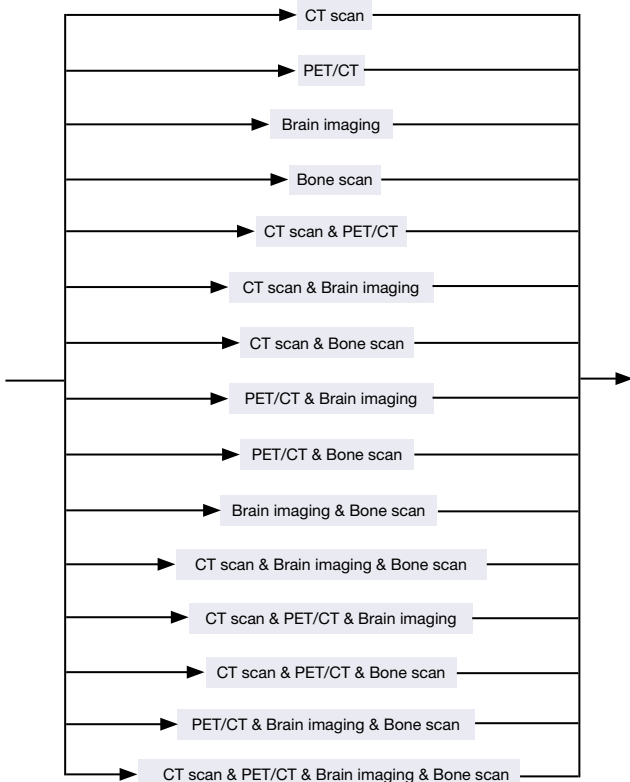 CT scan
PET/CT
Brain imaging
Bone scan
CT scan & PET/CT
CT scan & Brain imaging
CT scan & Bone scan
PET/CT & Brain imaging
PET/CT & Bone scan
Brain imaging & Bone scan
CT scan & Brain imaging & Bone scan
CT scan & PET/CT & Brain imaging
CT scan & PET/CT & Bone scan
PET/CT & Brain imaging & Bone scan
CT scan & PET/CT & Brain imaging & Bone scan